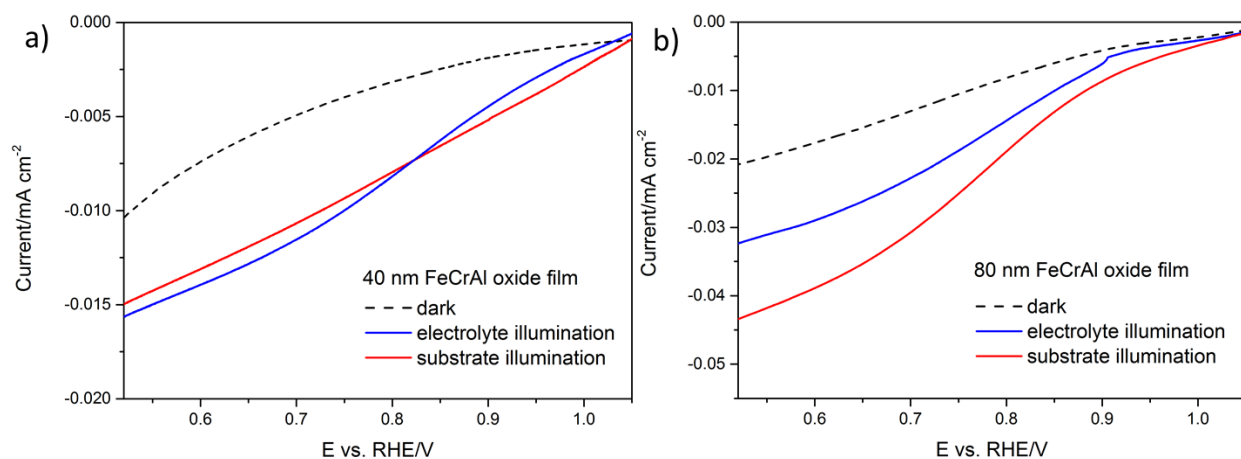 a)
0.000
-0.005
-0.010
-0.015
-0.020
Current/mA cm⁻²
0.6 0.7 0.8 0.9 1.0
E vs. RHE/V
40 nm FeCrAl oxide film
dark
electrolyte illumination
substrate illumination
b)
0.00
-0.01
-0.02
-0.03
-0.04
-0.05
Current/mA cm⁻²
0.6 0.7 0.8 0.9 1.0
E vs. RHE/V
80 nm FeCrAl oxide film
dark
electrolyte illumination
substrate illumination